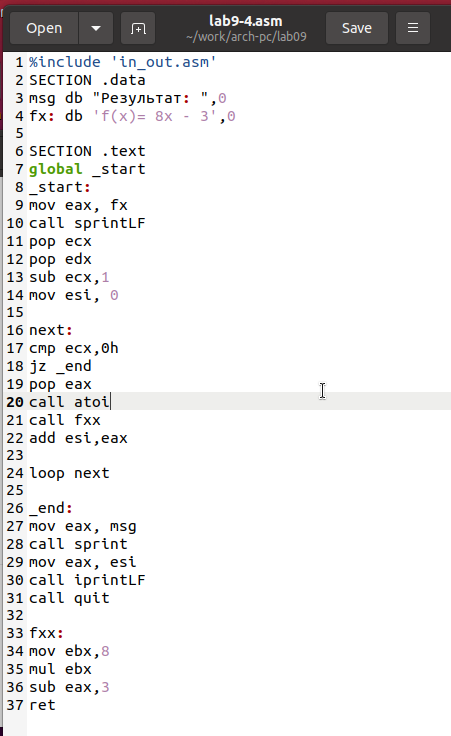 Open
lab9-4.asm
~/work/arch-pc/lab09
Save
1 %include 'in_out.asm'
2 SECTION .data
3 msg db "Результат: ",0
4 fx: db 'f(x)= 8x - 3',0
5
6 SECTION .text
7 global _start
8 _start:
9 mov eax, fx
10 call sprintLF
11 pop ecx
12 pop edx
13 sub ecx,1
14 mov esi, 0
15
16 next:
17 cmp ecx,0h
18 jz _end
19 pop eax
20 call atoi
21 call fxx
22 add esi,eax
23
24 loop next
25
26 _end:
27 mov eax, msg
28 call sprint
29 mov eax, esi
30 call iprintLF
31 call quit
32
33 fxx:
34 mov ebx,8
35 mul ebx
36 sub eax,3
37 ret